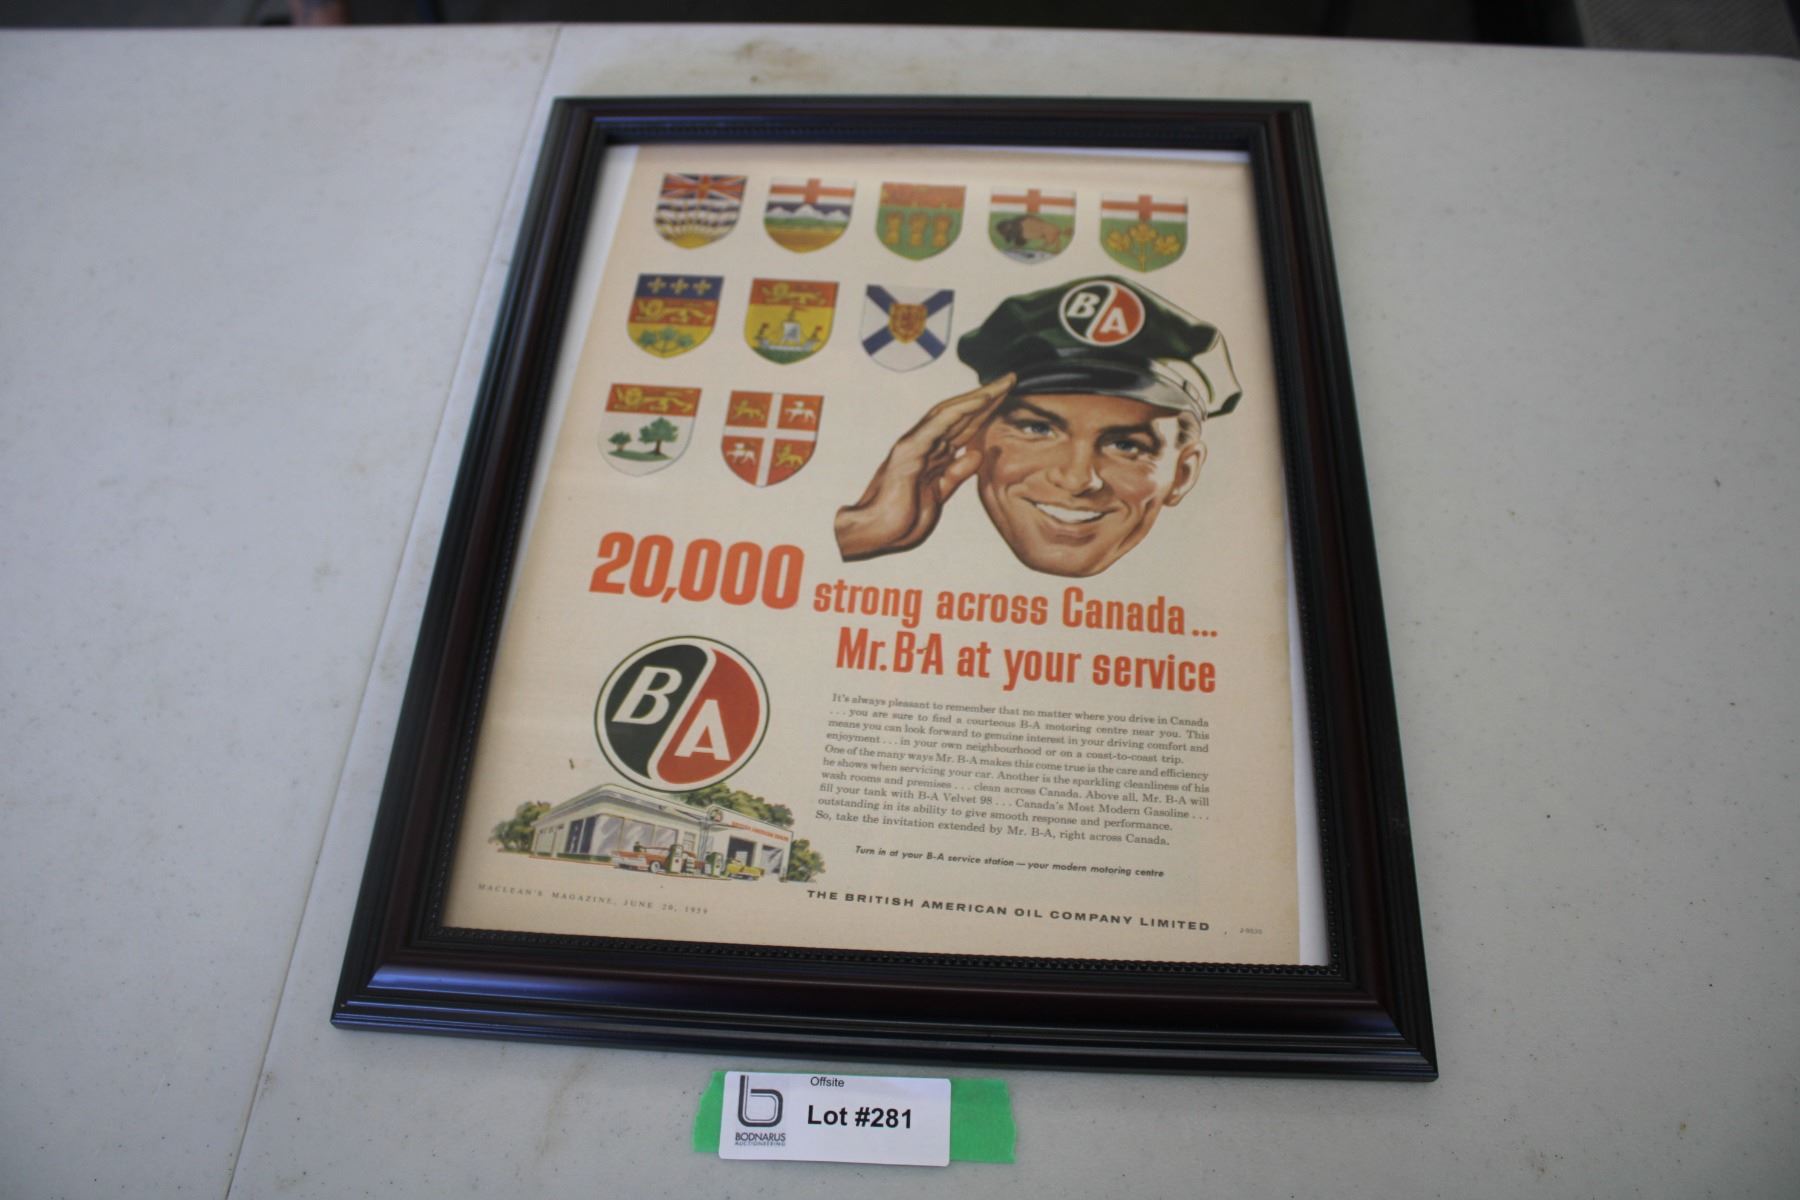 BA
20,000 strong across Canada...
Mr. B-A at your service
BA
It's always pleasant to remember that no matter where you drive in Canada
... you are sure to find a courteous B-A motoring centre near you. This
means you can look forward to genuine interest in your driving comfort and
enjoyment ... in your own neighbourhood or on a coast-to-coast trip.
One of the many ways Mr. B-A makes this come true is the care and efficiency
he shows when servicing your car. Another is the sparkling cleanliness of his
wash rooms and premises ... clean across Canada. Above all, Mr. B-A will
fill your tank with B-A Velvet 98 ... Canada's Most Modern Gasoline ...
outstanding in its ability to give smooth response and performance.
So, take the invitation extended by Mr. B-A, right across Canada.
Turn in at your B-A service station — your modern motoring centre
MACLEAN'S MAGAZINE, JUNE 20, 1959
THE BRITISH AMERICAN OIL COMPANY LIMITED
Offsite
Lot #281
BODNARUS
AUCTIONEERING